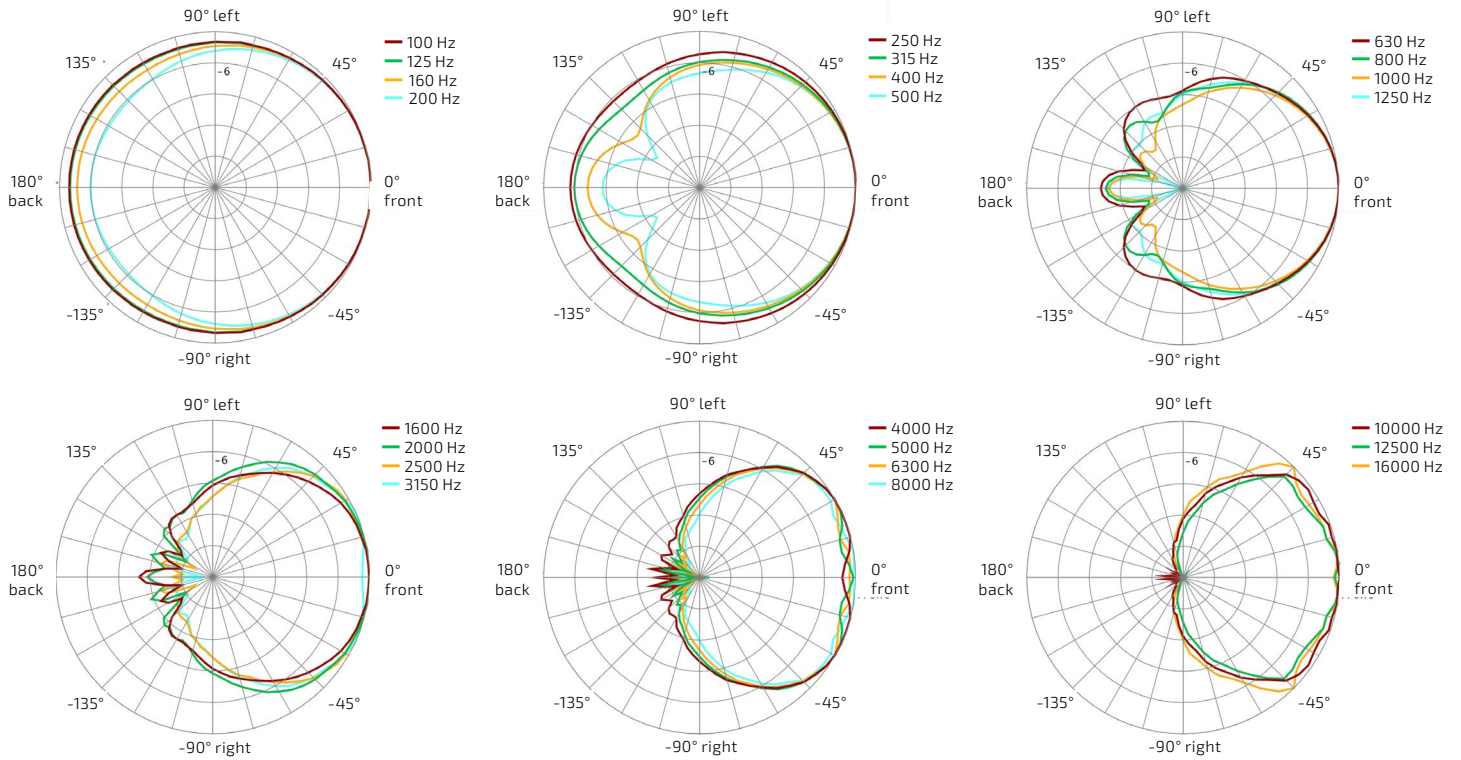 90° left
135°
45°
-6
180°
back
0°
front
-135°
-45°
-90° right
100 Hz
125 Hz
160 Hz
200 Hz
90° left
135°
45°
-6
180°
back
0°
front
-135°
-45°
-90° right
250 Hz
315 Hz
400 Hz
500 Hz
90° left
135°
45°
-6
180°
back
0°
front
-135°
-45°
-90° right
630 Hz
800 Hz
1000 Hz
1250 Hz
90° left
135°
45°
-6
180°
back
0°
front
-135°
-45°
-90° right
1600 Hz
2000 Hz
2500 Hz
3150 Hz
90° left
135°
45°
-6
180°
back
0°
front
-135°
-45°
-90° right
4000 Hz
5000 Hz
6300 Hz
8000 Hz
90° left
135°
45°
-6
180°
back
0°
front
-135°
-45°
-90° right
10000 Hz
12500 Hz
16000 Hz